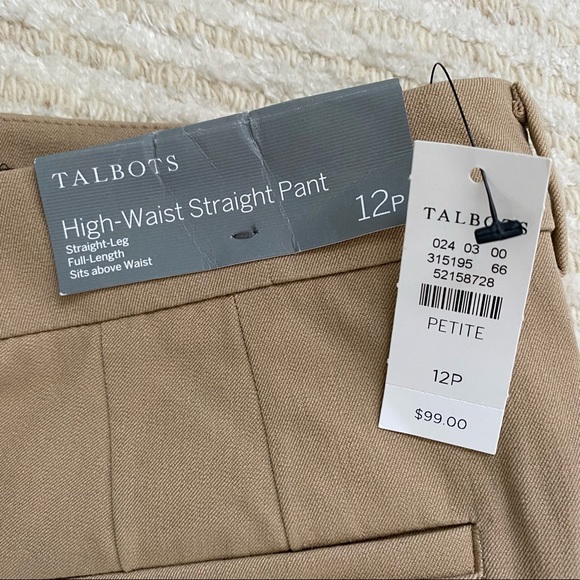 TALBOTS
High-Waist Straight Pant
12P
Straight-Leg
Full-Length
Sits above Waist
TALBOTS
024 03 00
315195 66
52158728
PETITE
12P
$99.00